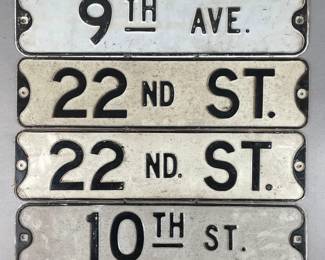 9TH AVE.
22 ND ST.
22 ND. ST.
10TH ST.